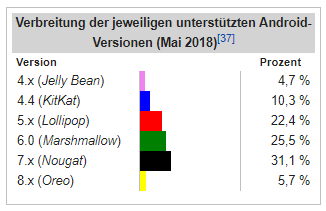 Verbreitung der jeweiligen unterstützten Android-
Versionen (Mai 2018)[37]
Version Prozent
4.x (Jelly Bean) 4,7 %
4.4 (KitKat) 10,3 %
5.x (Lollipop) 22,4 %
6.0 (Marshmallow) 25,5 %
7.x (Nougat) 31,1 %
8.x (Oreo) 5,7 %